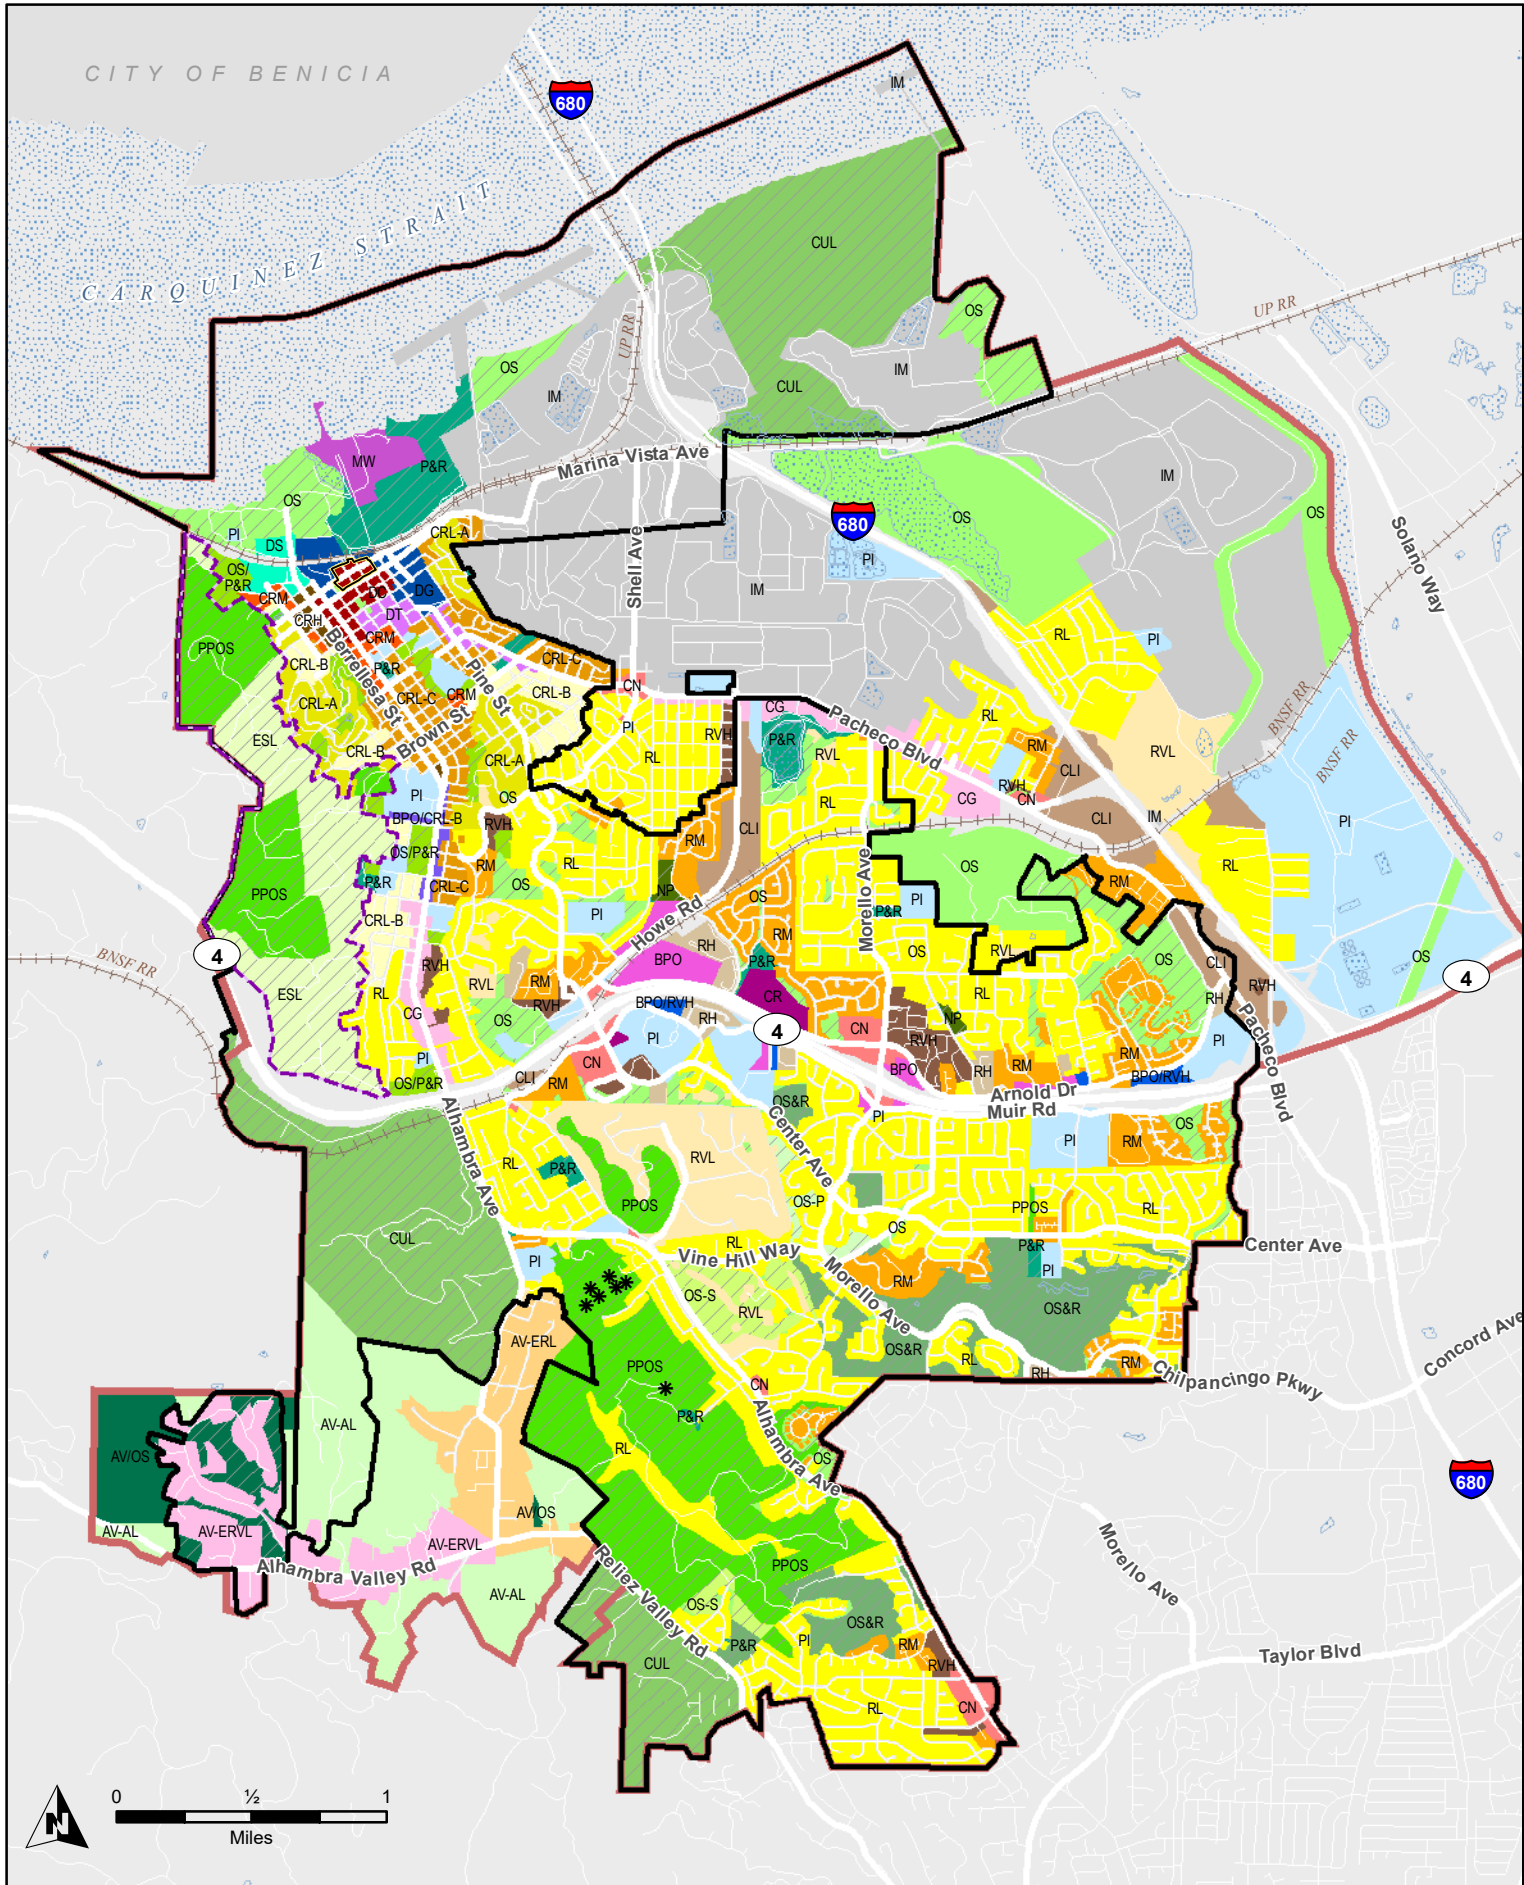 CITY OF BENICIA
680
IM
CARQUINEZ STRAIT
CUL
UP RR
OS
UP RR
OS
IM
IM
CUL
MW
P&R
Marina Vista Ave
IM
OS
OS
OS
680
PI
DS
CRL-A
PI
Solano Way
OS/
P&R
CRM
DC
DG
Shell Ave
IM
DT
CRH
CRM
RL
PI
PPOS
CRL-B
P&R
CRL-C
Berrellesa St
Pine St
CRL-A
CRL-C
CRM
CRL-B
CN
CG
Pacheco Blvd
RL
BNSF RR
ESL
CRL-B
Brown St
CRL-A
PI
RL
RVH
P&R
RVL
RM
CLI
RVL
BNSF RR
PI
OS
RL
CG
RVH
CN
BPO/CRL-B
RVH
CLI
CLI
IM
PI
OS/P&R
RM
RL
RM
Morello Ave
OS
RL
PPOS
P&R
CRL-C
OS
NP
OS
RM
CRL-B
PI
Howe Rd
P&R
PI
4
BNSF RR
RH
RM
OS
RVL
OS
OS
RVH
BPO
P&R
CLI
4
ESL
RL
RVL
RM
RVH
CR
RL
RVH
CG
OS
BPO/RVH
RH
NP
RH
4
CN
PI
PI
CN
RVH
PI
Pacheco Blvd
CLI
RM
BPO
RH
RM
RM
BPO/RVH
OS/P&R
Arnold Dr
Muir Rd
OS&R
PI
Alhambra Ave
Center Ave
PI
RM
OS
RL
P&R
RVL
PPOS
OS-P
PPOS
RL
OS
CUL
RL
Vine Hill Way
P&R
Center Ave
PI
PI
RM
OS-S
RVL
Morello Ave
OS&R
AV-ERL
OS&R
RL
RH
RM
Chilpancingo Pkwy
Concord Ave
PPOS
CN
P&R
AV-AL
Alhambra Ave
AV/OS
RL
OS
680
AV/OS
AV-AL
AV-ERVL
AV-ERVL
Alhambra Valley Rd
Reliez Valley Rd
PPOS
Morello Ave
AV-AL
OS-S
OS&R
P&R
PI
RM
RVH
Taylor Blvd
CUL
RL
CN
0 ½ 1
Miles
N